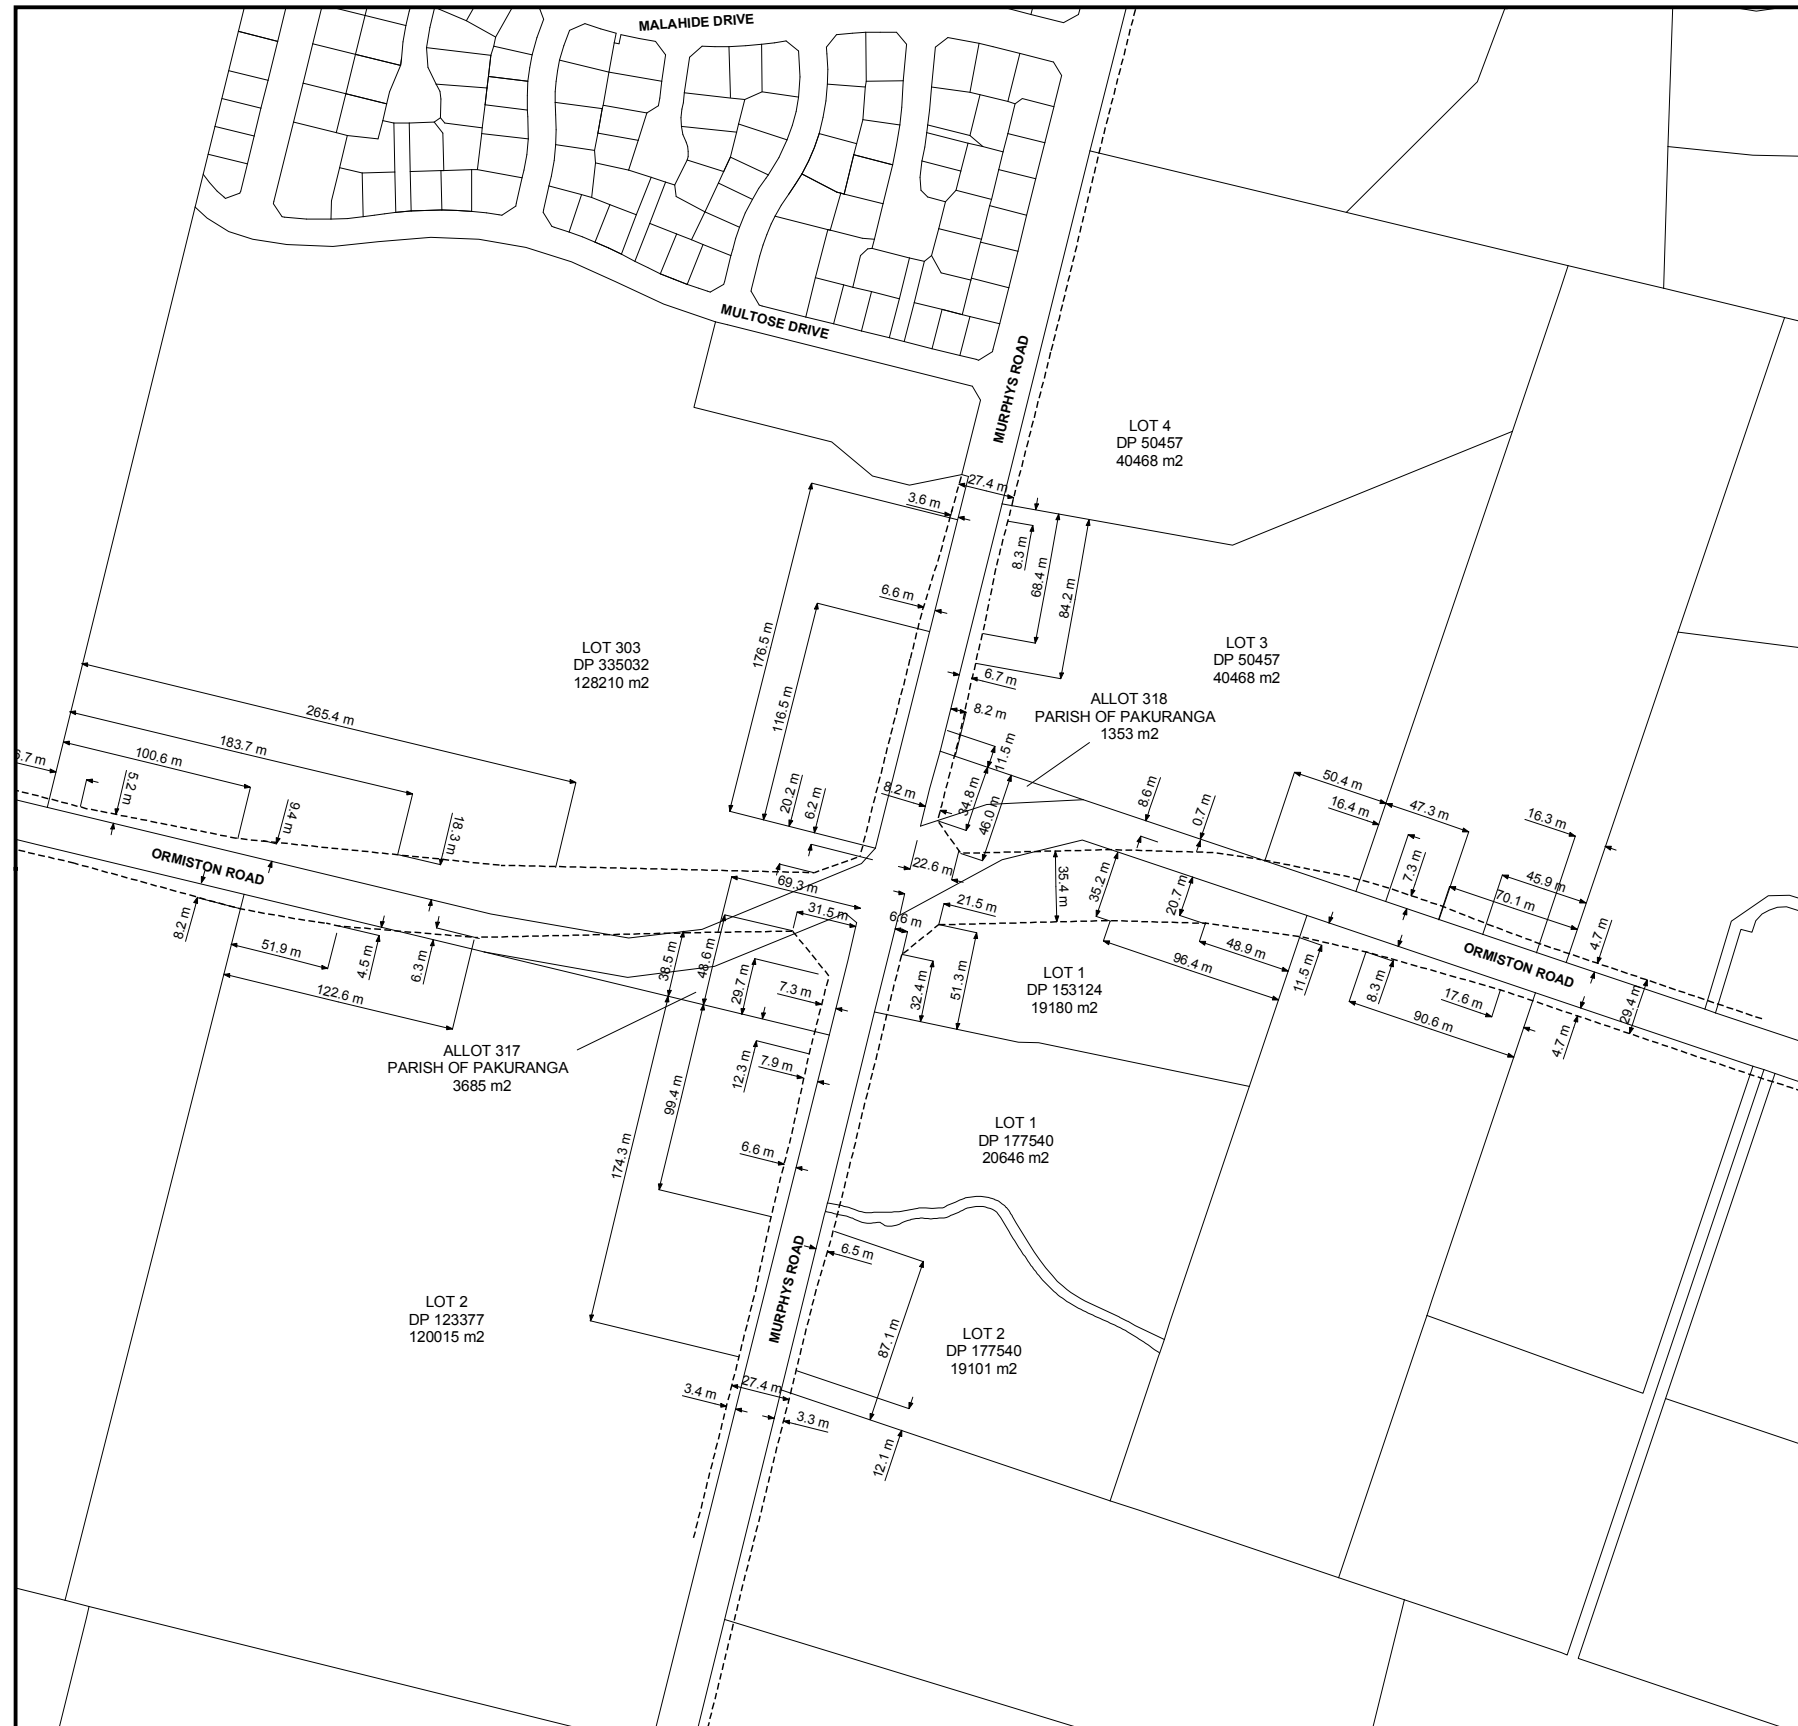 MALAHIDE DRIVE
MULTOSE DRIVE
MURPHYS ROAD
LOT 4
DP 50457
40468 m2
27.4 m
3.6 m
8.3 m
68.4 m
84.2 m
6.6 m
176.5 m
116.5 m
LOT 303
DP 335032
128210 m2
LOT 3
DP 50457
40468 m2
6.7 m
ALLOT 318
PARISH OF PAKURANGA
1353 m2
8.2 m
11.5 m
265.4 m
183.7 m
100.6 m
6.7 m
5.2 m
9.4 m
18.3 m
20.2 m
6.2 m
8.2 m
34.8 m
46.0 m
8.6 m
0.7 m
50.4 m
16.4 m
47.3 m
16.3 m
7.3 m
45.9 m
70.1 m
4.7 m
ORMISTON ROAD
22.6 m
69.3 m
31.5 m
6.6 m
21.5 m
35.4 m
35.2 m
20.7 m
8.2 m
51.9 m
122.6 m
4.5 m
6.3 m
38.5 m
48.6 m
29.7 m
7.3 m
32.4 m
51.3 m
LOT 1
DP 153124
19180 m2
96.4 m
48.9 m
11.5 m
8.3 m
17.6 m
90.6 m
ORMISTON ROAD
29.4 m
4.7 m
ALLOT 317
PARISH OF PAKURANGA
3685 m2
12.3 m
7.9 m
99.4 m
174.3 m
6.6 m
LOT 1
DP 177540
20646 m2
MURPHYS ROAD
6.5 m
87.1 m
LOT 2
DP 123377
120015 m2
LOT 2
DP 177540
19101 m2
3.4 m
27.4 m
3.3 m
12.1 m